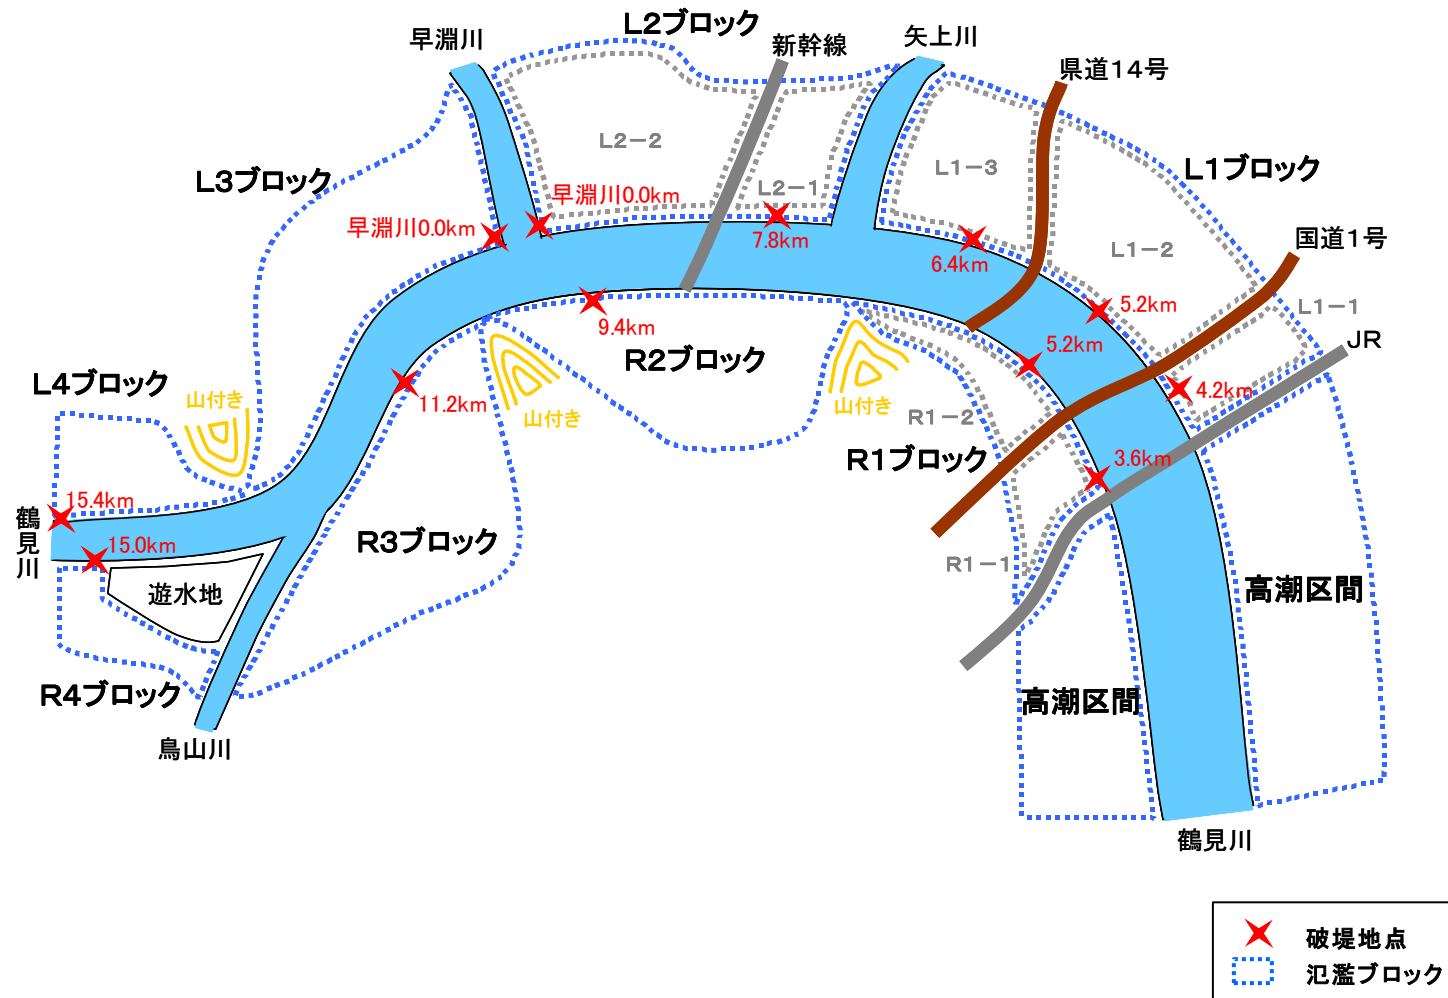 L2ブロック
早淵川
新幹線
矢上川
県道14号
L2-2
L1-3
L1ブロック
L3ブロック
L2-1
早淵川0.0km
早淵川0.0km
7.8km
国道1号
L1-2
6.4km
L1-1
5.2km
9.4km
5.2km
JR
R2ブロック
L4ブロック
11.2km
4.2km
山付き
山付き
山付き
R1-2
R1ブロック
3.6km
15.4km
鶴見川
15.0km
R3ブロック
R1-1
遊水地
高潮区間
R4ブロック
高潮区間
鳥山川
鶴見川
破堤地点
氾濫ブロック